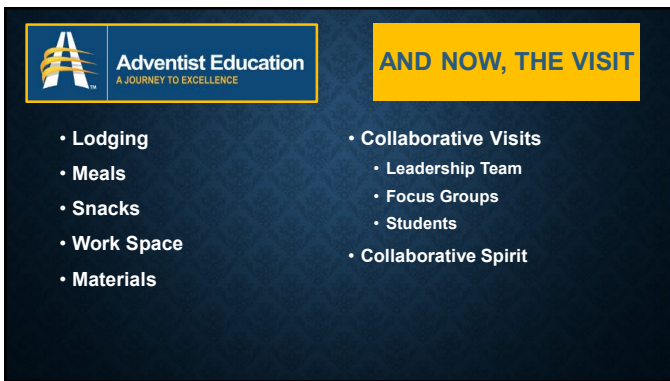 Adventist Education
A JOURNEY TO EXCELLENCE
TM
AND NOW, THE VISIT
• Lodging
• Meals
• Snacks
• Work Space
• Materials
• Collaborative Visits
• Leadership Team
• Focus Groups
• Students
• Collaborative Spirit